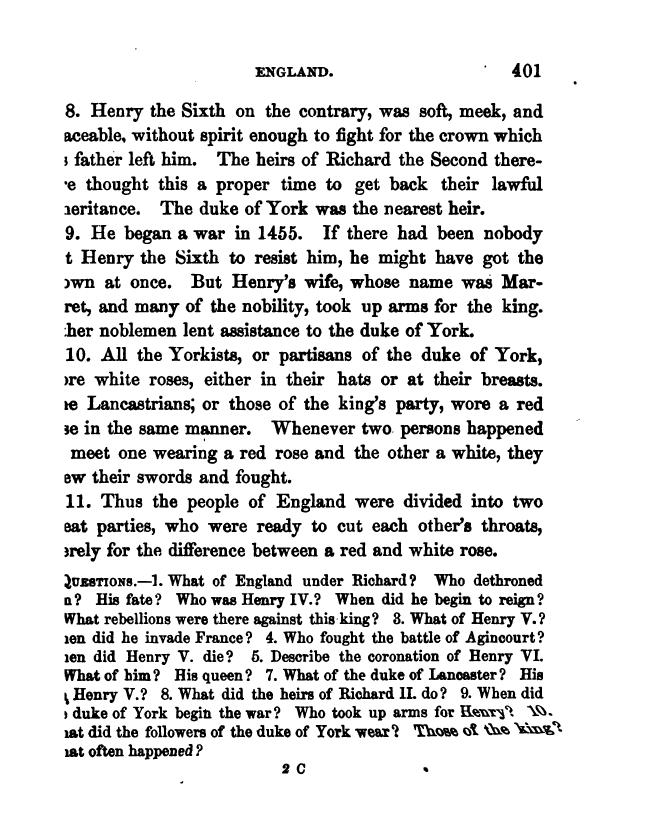 ENGLAND. 401
8. Henry the Sixth on the contrary, was soft, meek, and
aceable, without spirit enough to fight for the crown which
s father left him. The heirs of Richard the Second there-
e thought this a proper time to get back their lawful
heritance. The duke of York was the nearest heir.
9. He began a war in 1455. If there had been nobody
t Henry the Sixth to resist him, he might have got the
own at once. But Henry's wife, whose name was Mar-
ret, and many of the nobility, took up arms for the king.
her noblemen lent assistance to the duke of York.
10. All the Yorkists, or partisans of the duke of York,
ore white roses, either in their hats or at their breasts.
e Lancastrians; or those of the king's party, wore a red
se in the same manner. Whenever two persons happened
meet one wearing a red rose and the other a white, they
ew their swords and fought.
11. Thus the people of England were divided into two
eat parties, who were ready to cut each other's throats,
erely for the difference between a red and white rose.
QUESTIONS.—1. What of England under Richard? Who dethroned
n? His fate? Who was Henry IV.? When did he begin to reign?
What rebellions were there against this king? 3. What of Henry V.?
en did he invade France? 4. Who fought the battle of Agincourt?
en did Henry V. die? 5. Describe the coronation of Henry VI.
What of him? His queen? 7. What of the duke of Lancaster? His
Henry V.? 8. What did the heirs of Richard II. do? 9. When did
duke of York begin the war? Who took up arms for Henry? 10.
at did the followers of the duke of York wear? Those of the king?
at often happened?
2 C